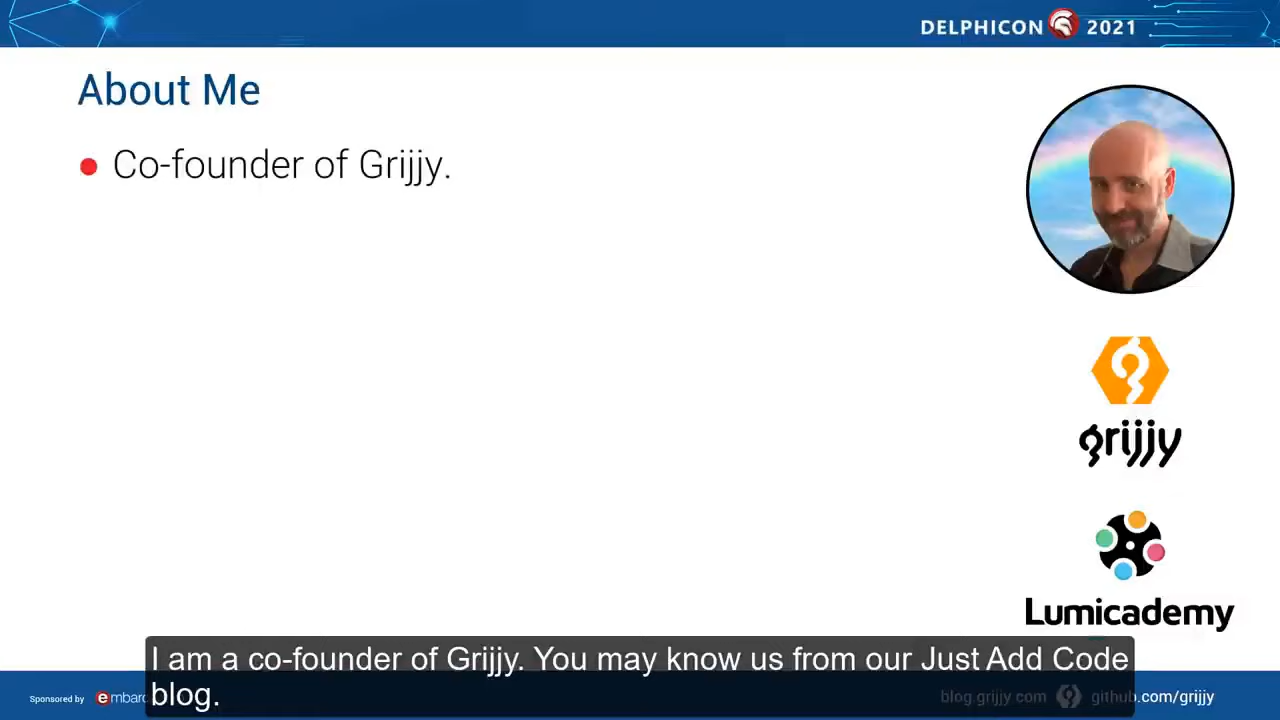 DELPHICON 2021
About Me
Co-founder of Grijjy.
grijjy
Lumicademy
I am a co-founder of Grijjy. You may know us from our Just Add Code
blog.
Sponsored by
blog.grijjy.com github.com/grijjy